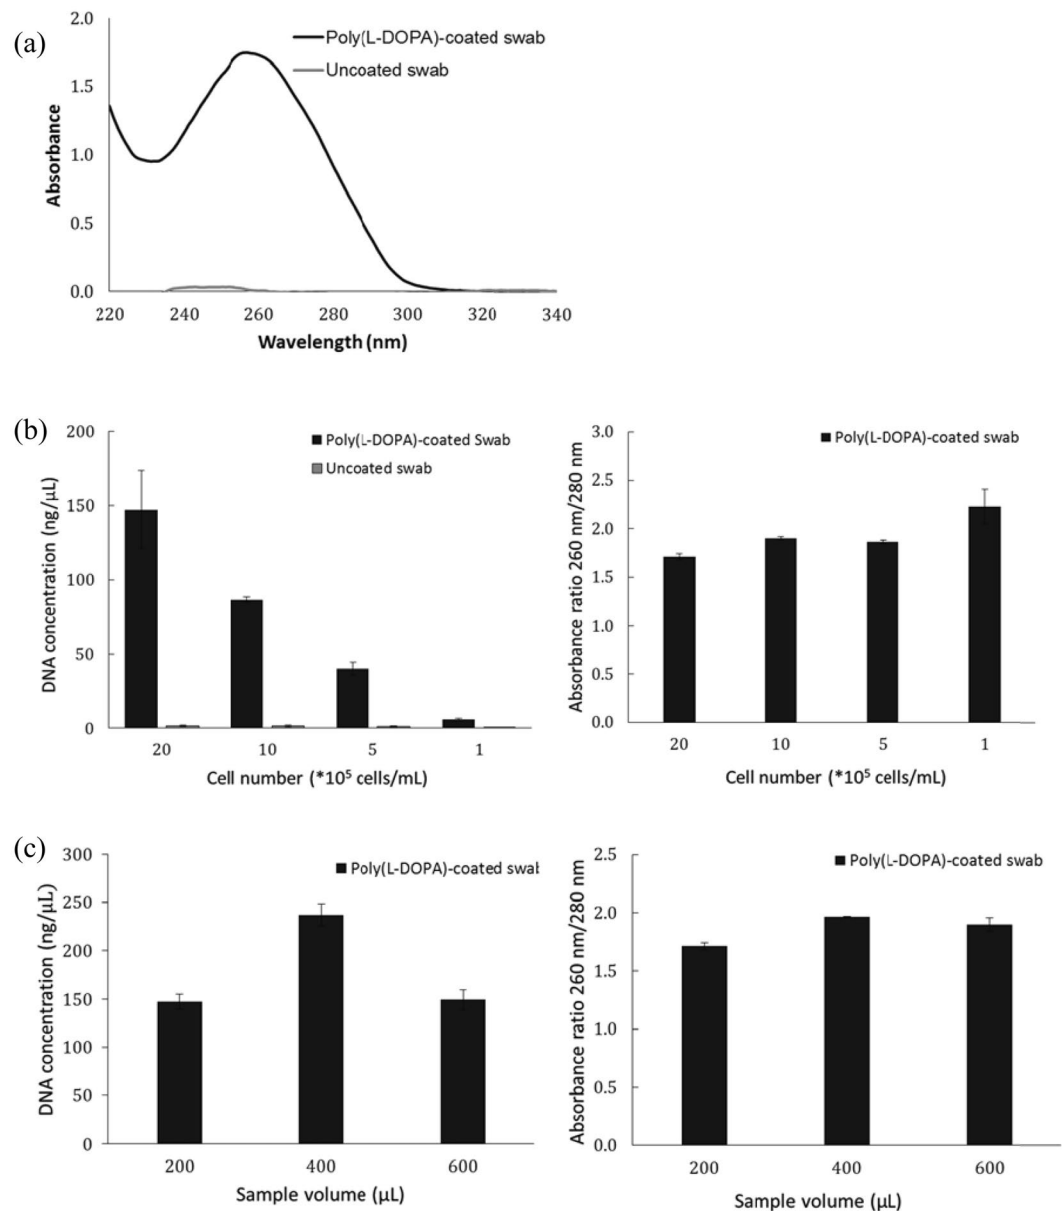 (a)
2.0
1.5
1.0
0.5
0.0
Absorbance
Poly(L-DOPA)-coated swab
Uncoated swab
220 240 260 280 300 320 340
Wavelength (nm)
(b)
200
150
100
50
0
DNA concentration (ng/μL)
Poly(L-DOPA)-coated Swab
Uncoated swab
20 10 5 1
Cell number (*10⁵ cells/mL)
3.0
2.5
2.0
1.5
1.0
0.5
0.0
Absorbance ratio 260 nm/280 nm
Poly(L-DOPA)-coated swab
20 10 5 1
Cell number (*10⁵ cells/mL)
(c)
300
250
200
150
100
50
0
DNA concentration (ng/μL)
Poly(L-DOPA)-coated swab
200 400 600
Sample volume (μL)
2.5
2.0
1.5
1.0
0.5
0.0
Absorbance ratio 260 nm/280 nm
Poly(L-DOPA)-coated swab
200 400 600
Sample volume (μL)